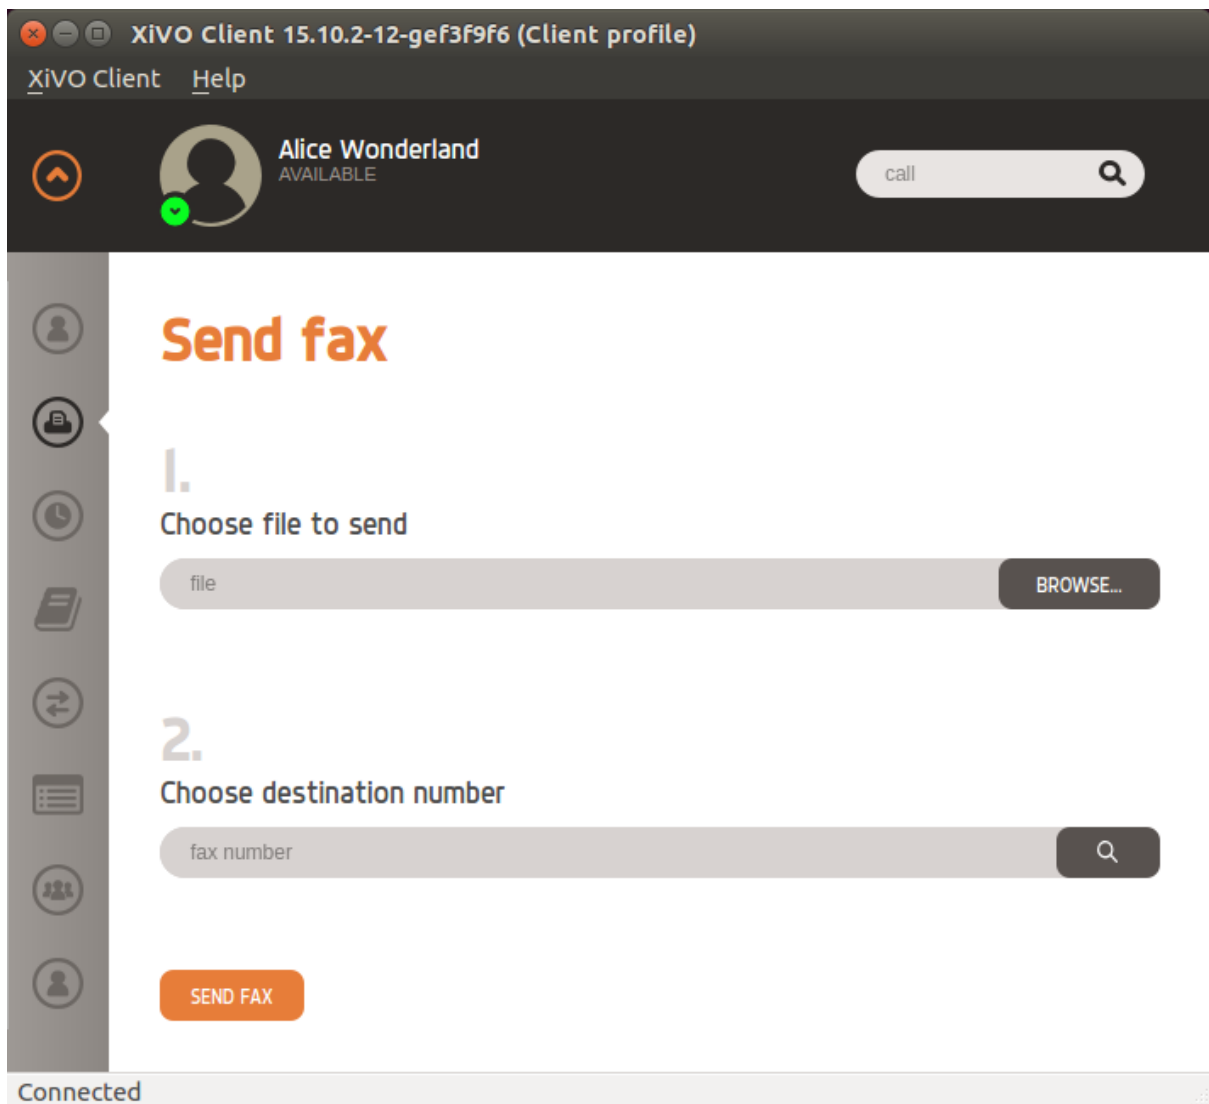 XiVO Client 15.10.2-12-gef3f9f6 (Client profile)
XiVO Client Help
Alice Wonderland
AVAILABLE
call
Send fax
1.
Choose file to send
file
BROWSE...
2.
Choose destination number
fax number
SEND FAX
Connected